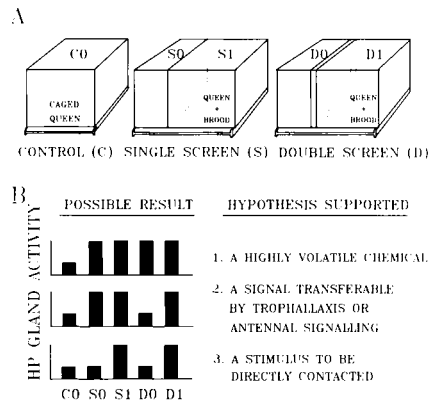 A
C0 S0 S1 D0 D1
CAGED
QUEEN
QUEEN
+
BROOD
QUEEN
+
BROOD
CONTROL (C) SINGLE SCREEN (S) DOUBLE SCREEN (D)
B
POSSIBLE RESULT HYPOTHESIS SUPPORTED
HP GLAND ACTIVITY
1. A HIGHLY VOLATILE CHEMICAL
2. A SIGNAL TRANSFERABLE
BY TROPHALLAXIS OR
ANTENNAL SIGNALLING
3. A STIMULUS TO BE
DIRECTLY CONTACTED
C0 S0 S1 D0 D1